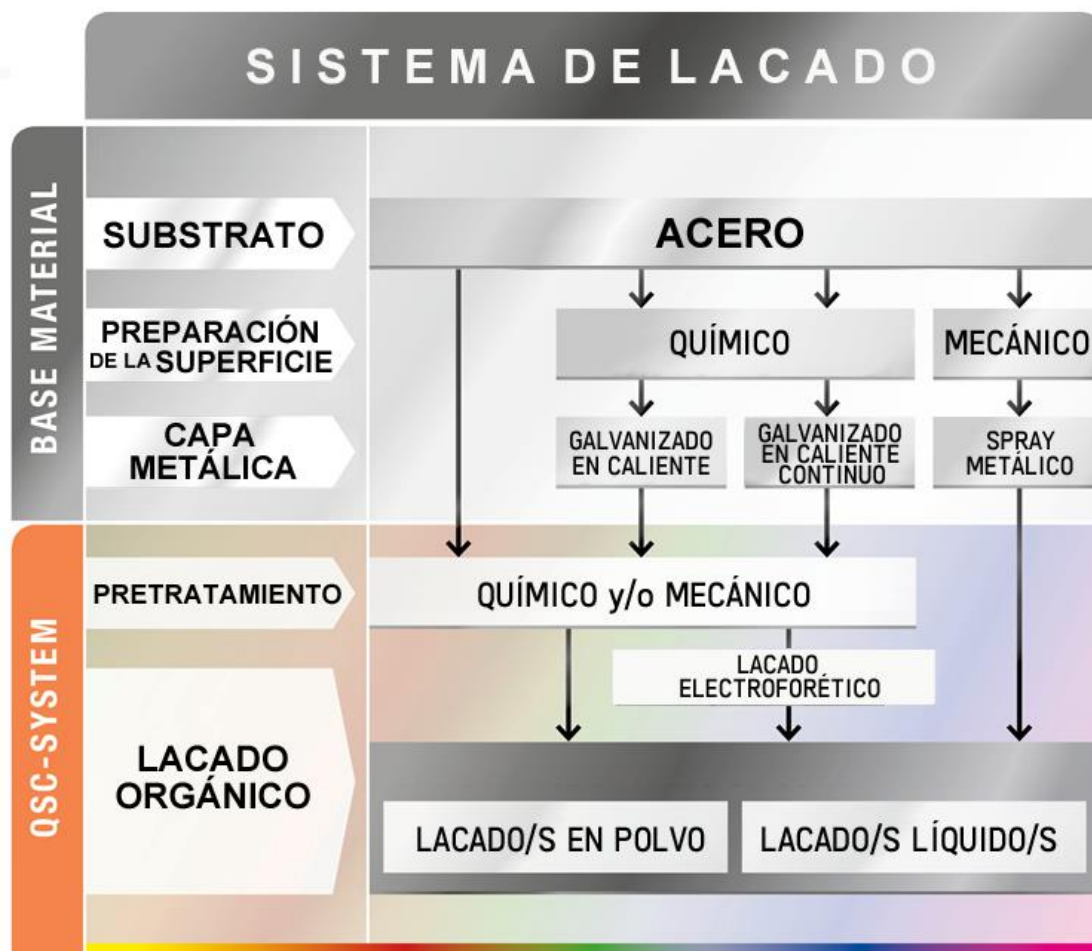 SISTEMA DE LACADO
BASE MATERIAL
SUBSTRATO
ACERO
PREPARACIÓN
DE LA SUPERFICIE
QUÍMICO
MECÁNICO
CAPA
METÁLICA
GALVANIZADO
EN CALIENTE
GALVANIZADO
EN CALIENTE
CONTINUO
SPRAY
METÁLICO
QSC-SYSTEM
PRETRATAMIENTO
QUÍMICO y/o MECÁNICO
LACADO
ELECTROFORÉTICO
LACADO
ORGÁNICO
LACADO/S EN POLVO
LACADO/S LÍQUIDO/S